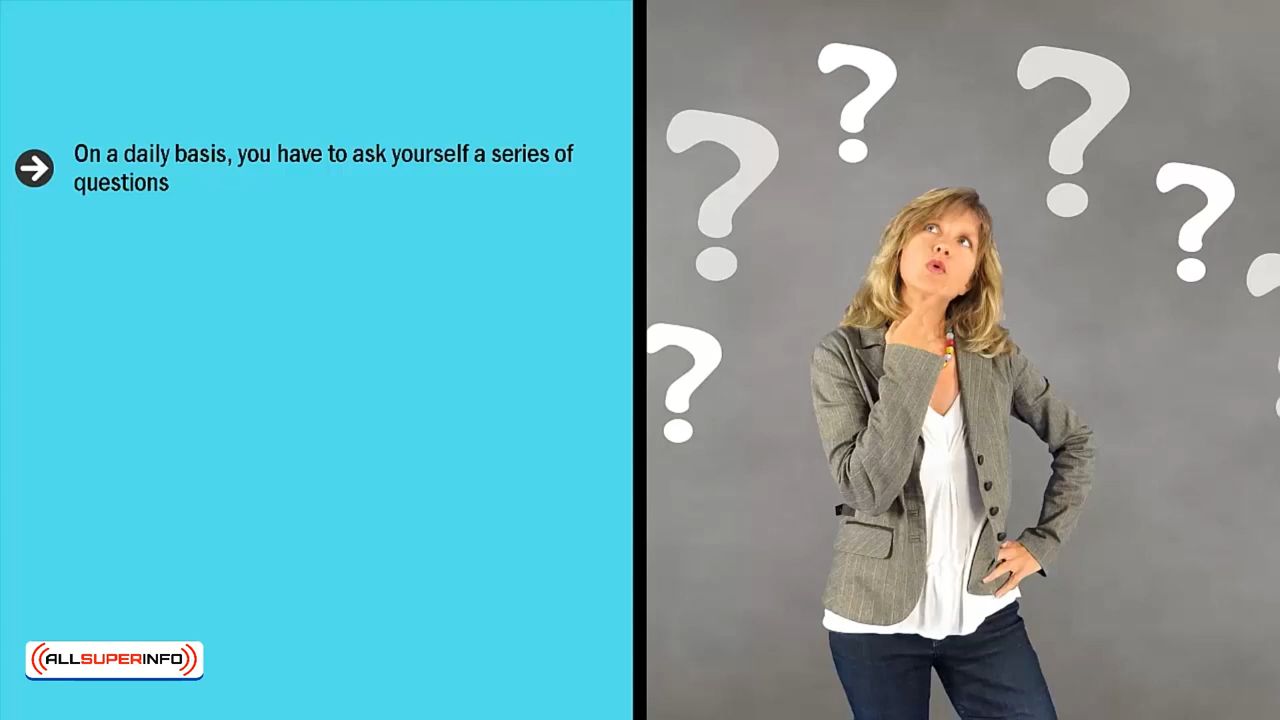 On a daily basis, you have to ask yourself a series of
questions
ALLSUPERINFO